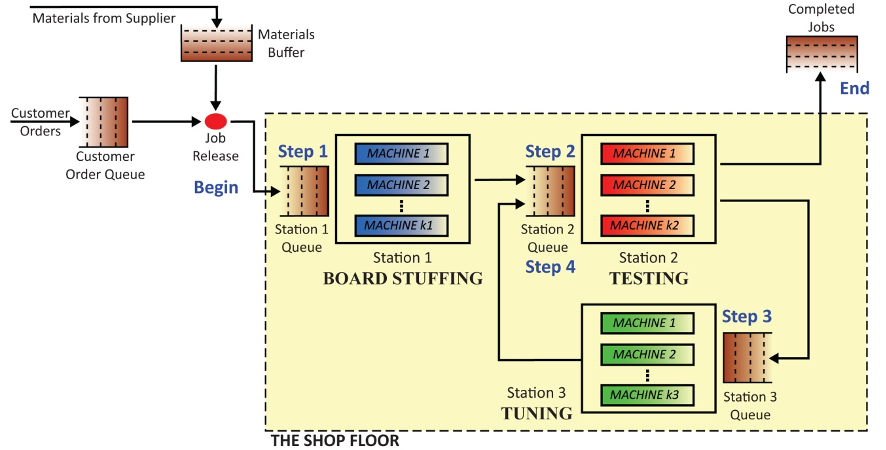 Materials from Supplier
Materials
Buffer
Completed
Jobs
End
Customer
Orders
Customer
Order Queue
Job
Release
Begin
Step 1
Station 1
Queue
MACHINE 1
MACHINE 2
MACHINE k1
Station 1
BOARD STUFFING
Step 2
Station 2
Queue
Step 4
MACHINE 1
MACHINE 2
MACHINE k2
Station 2
TESTING
Step 3
Station 3
Queue
MACHINE 1
MACHINE 2
MACHINE k3
Station 3
TUNING
THE SHOP FLOOR